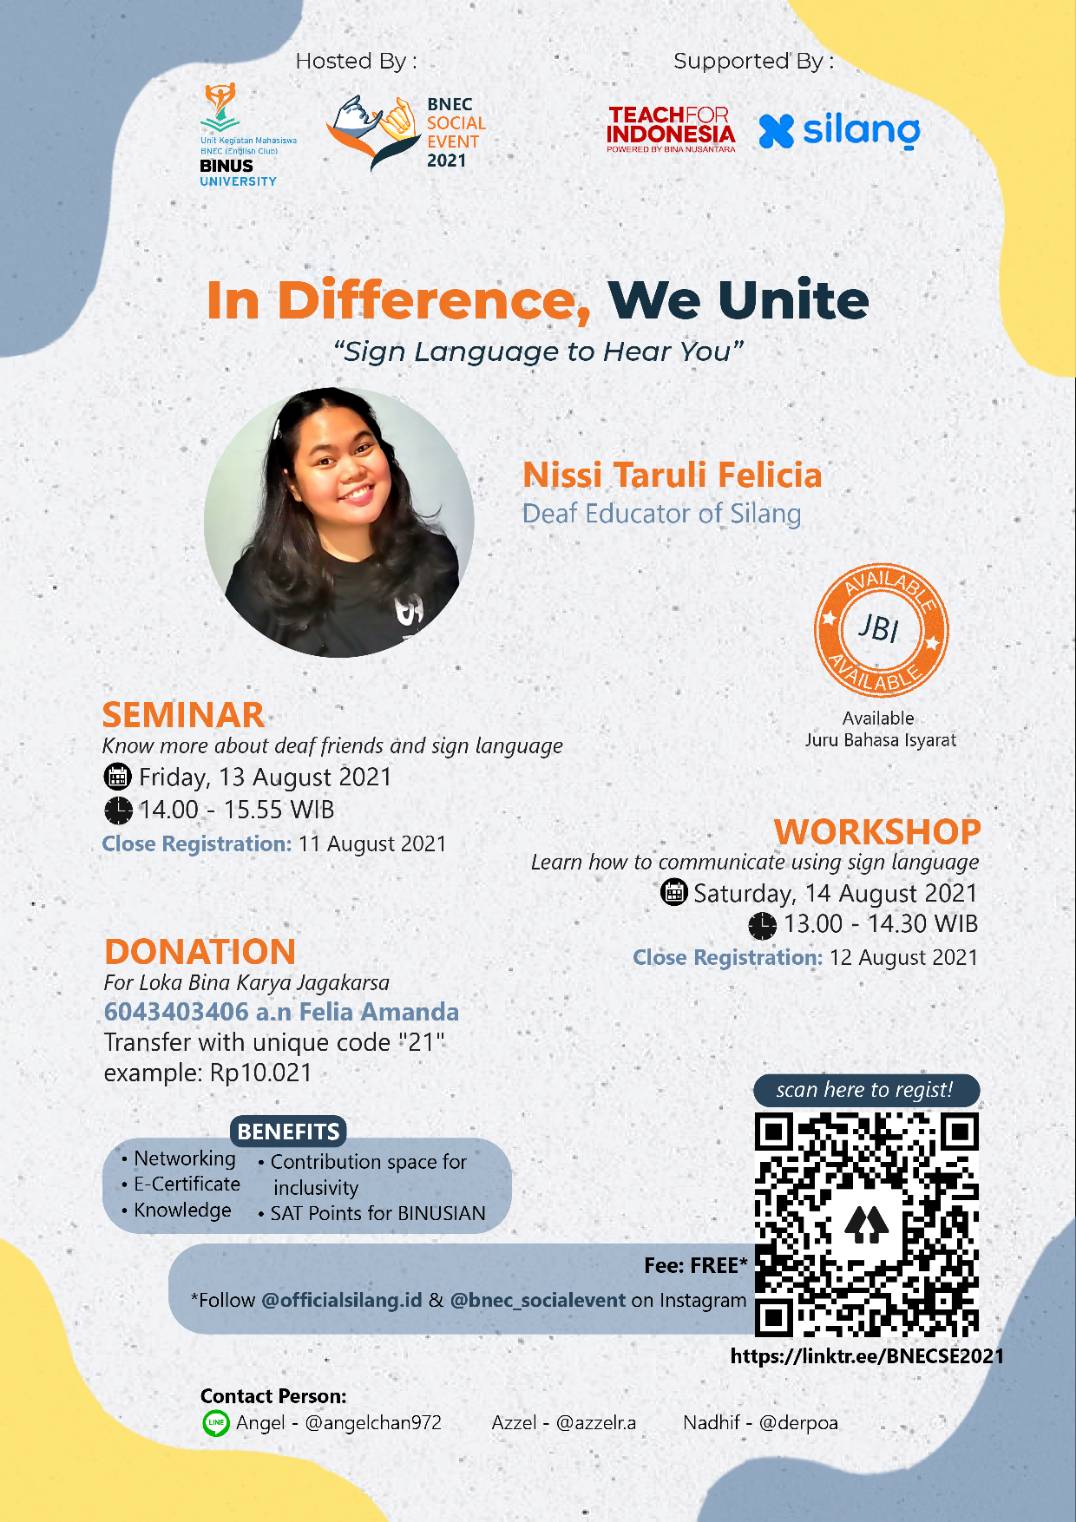 Hosted By :
Supported By :
Unit Kegiatan Mahasiswa
BNEC (English Club)
BINUS
UNIVERSITY
BNEC
SOCIAL
EVENT
2021
TEACHFOR
INDONESIA
POWERED BY BINA NUSANTARA
silang
In Difference, We Unite
“Sign Language to Hear You”
Nissi Taruli Felicia
Deaf Educator of Silang
AVAILABLE
JBI
AVAILABLE
Available
Juru Bahasa Isyarat
SEMINAR
Know more about deaf friends and sign language
Friday, 13 August 2021
14.00 - 15.55 WIB
Close Registration: 11 August 2021
WORKSHOP
Learn how to communicate using sign language
Saturday, 14 August 2021
13.00 - 14.30 WIB
Close Registration: 12 August 2021
DONATION
For Loka Bina Karya Jagakarsa
6043403406 a.n Felia Amanda
Transfer with unique code "21"
example: Rp10.021
scan here to regist!
BENEFITS
• Networking
• E-Certificate
• Knowledge
• Contribution space for
inclusivity
• SAT Points for BINUSIAN
Fee: FREE*
*Follow @officialsilang.id & @bnec_socialevent on Instagram
https://linktr.ee/BNECSE2021
Contact Person:
LINE Angel - @angelchan972 Azzel - @azzelr.a Nadhif - @derpoa